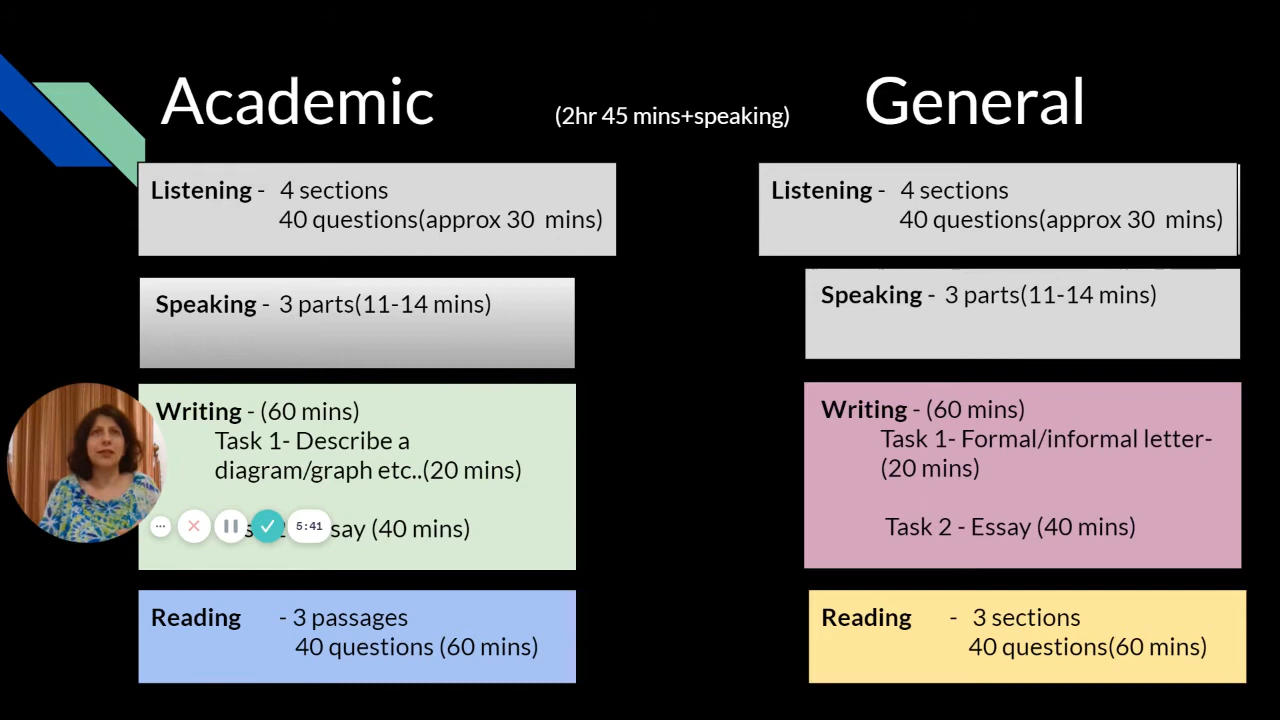 Academic
(2hr 45 mins+speaking)
General
Listening - 4 sections
40 questions(approx 30 mins)
Speaking - 3 parts(11-14 mins)
Writing - (60 mins)
Task 1- Describe a
diagram/graph etc..(20 mins)
say (40 mins)
5:41
Reading - 3 passages
40 questions (60 mins)
Listening - 4 sections
40 questions(approx 30 mins)
Speaking - 3 parts(11-14 mins)
Writing - (60 mins)
Task 1- Formal/informal letter-
(20 mins)
Task 2 - Essay (40 mins)
Reading - 3 sections
40 questions(60 mins)